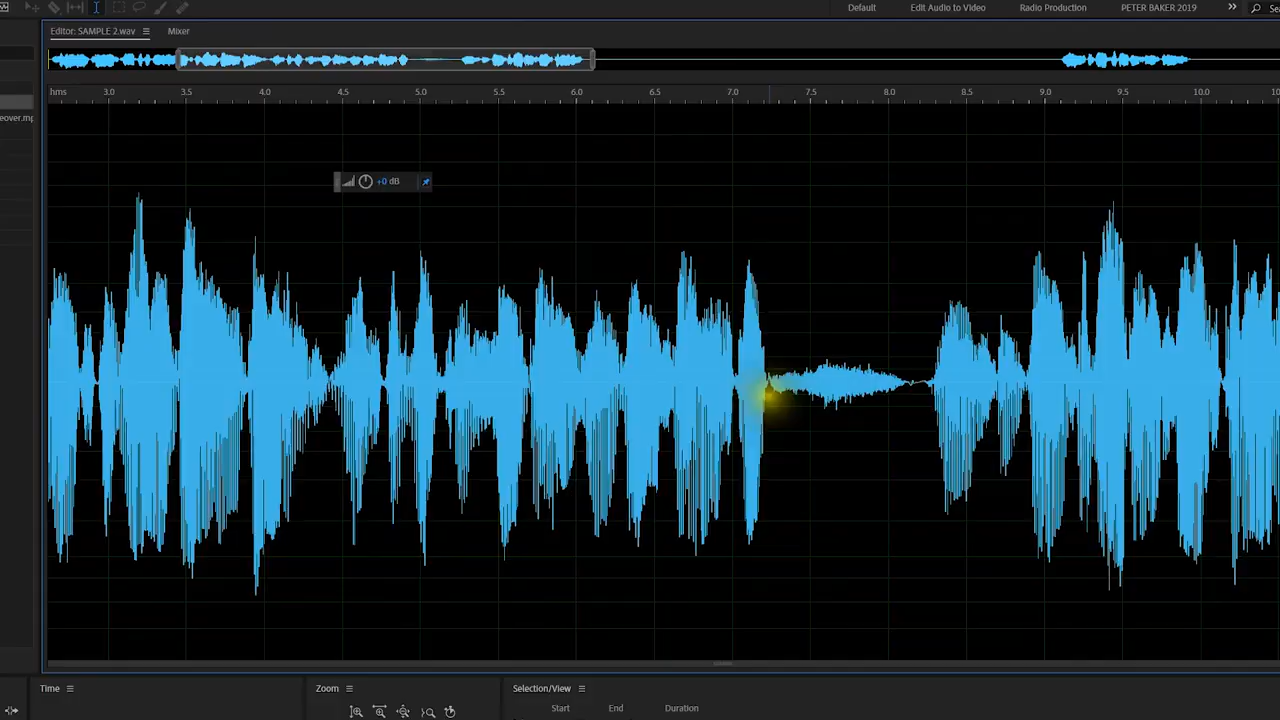 Default Edit Audio to Video Radio Production PETER BAKER 2019 »
Editor: SAMPLE 2.wav Mixer
hms 3.0 3.5 4.0 4.5 5.0 5.5 6.0 6.5 7.0 7.5 8.0 8.5 9.0 9.5 10.0
eover.mp
+0 dB
Time Zoom Selection/View
Start End Duration